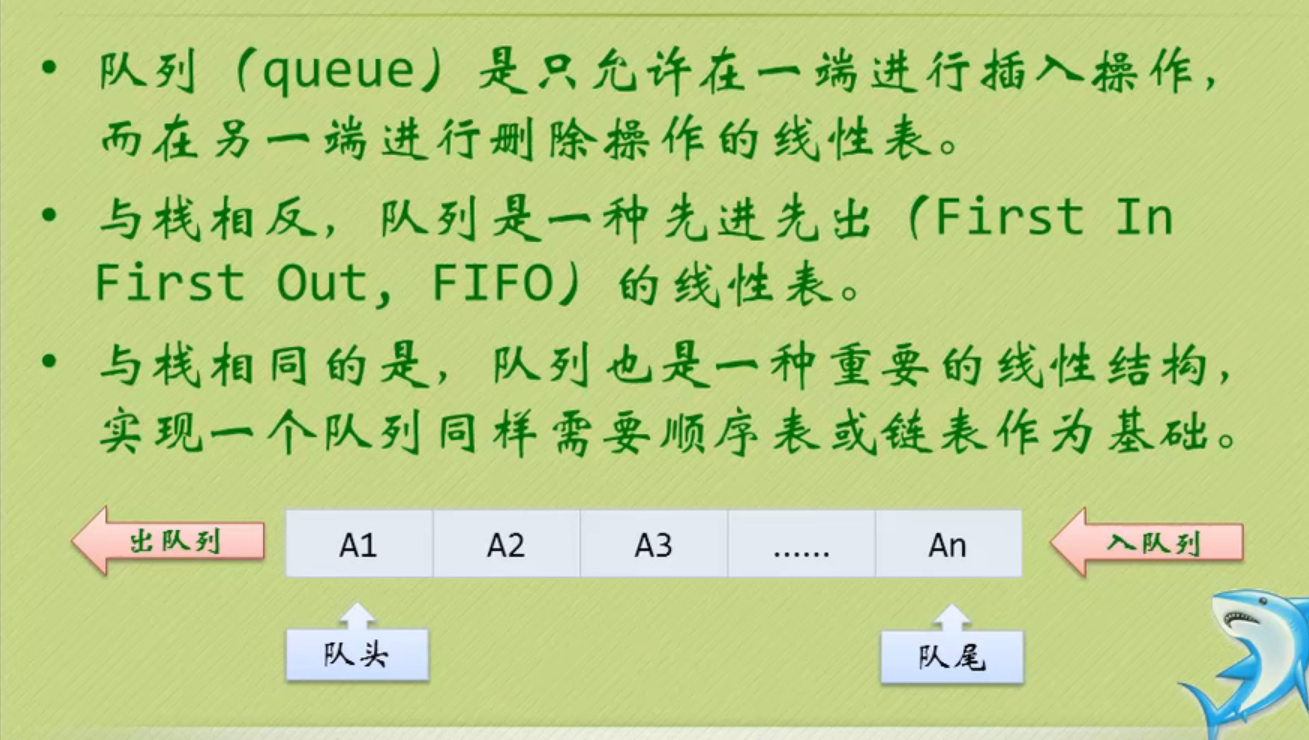 • 队列（queue）是只允许在一端进行插入操作，
而在另一端进行删除操作的线性表。
• 与栈相反，队列是一种先进先出（First In
First Out, FIFO）的线性表。
• 与栈相同的是，队列也是一种重要的线性结构，
实现一个队列同样需要顺序表或链表作为基础。
出队列 A1 A2 A3 ...... An 入队列
队头 队尾